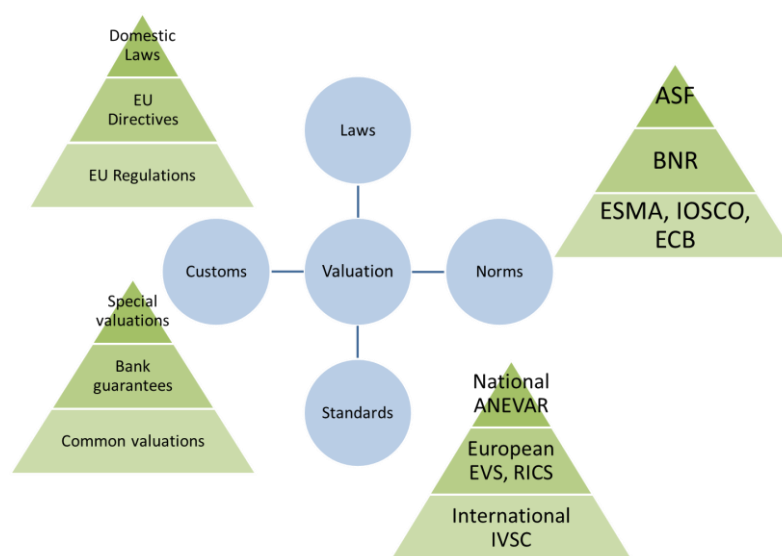 Domestic
Laws
EU
Directives
EU Regulations
Laws
ASF
BNR
ESMA, IOSCO,
ECB
Customs
Valuation
Norms
Special
valuations
Bank
guarantees
Common valuations
Standards
National
ANEVAR
European
EVS, RICS
International
IVSC